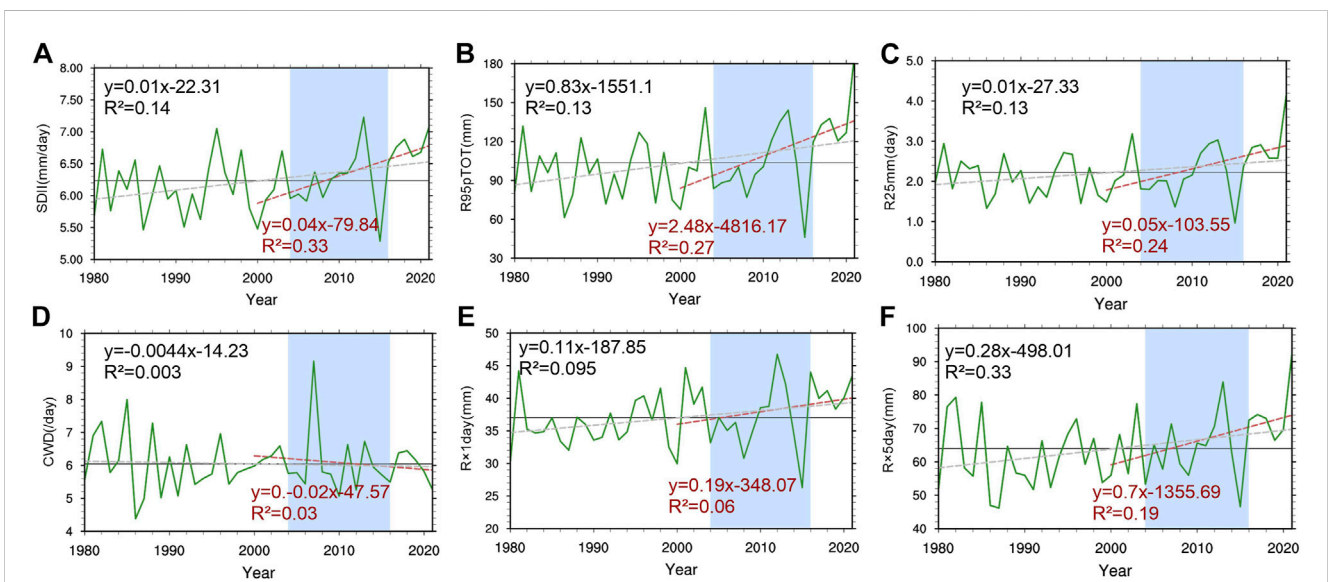 A
SDII(mm/day)
8.00
7.50
7.00
6.50
6.00
5.50
5.00
y=0.01x-22.31
R²=0.14
y=0.04x-79.84
R²=0.33
1980
1990
2000
2010
2020
Year
B
R95pTOT(mm)
180
150
120
90
60
30
y=0.83x-1551.1
R²=0.13
y=2.48x-4816.17
R²=0.27
1980
1990
2000
2010
2020
Year
C
R25mm(day)
5.0
4.0
3.0
2.0
1.0
0.0
y=0.01x-27.33
R²=0.13
y=0.05x-103.55
R²=0.24
1980
1990
2000
2010
2020
Year
D
CWD(/day)
10
9
8
7
6
5
4
y=-0.0044x-14.23
R²=0.003
y=0.-0.02x-47.57
R²=0.03
1980
1990
2000
2010
2020
Year
E
R×1day(mm)
50
45
40
35
30
25
20
y=0.11x-187.85
R²=0.095
y=0.19x-348.07
R²=0.06
1980
1990
2000
2010
2020
Year
F
R×5day(mm)
100
90
80
70
60
50
40
y=0.28x-498.01
R²=0.33
y=0.7x-1355.69
R²=0.19
1980
1990
2000
2010
2020
Year